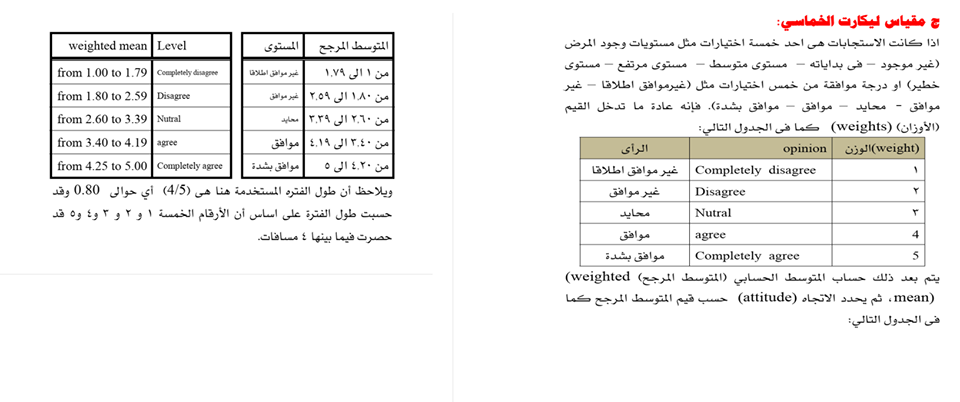 ج مقياس ليكارت الخماسي:
اذا كانت الاستجابات هى احد خمسة اختيارات مثل مستويات وجود المرض
(غير موجود – فى بداياته – مستوى متوسط – مستوى مرتفع – مستوى
خطير) او درجة موافقة من خمس اختيارات مثل (غيرموافق اطلاقا – غير
موافق - محايد – موافق – موافق بشدة). فإنه عادة ما تدخل القيم
(الأوزان) (weights) كما فى الجدول التالي:
الرأى opinion الوزن(weight)
غير موافق اطلاقا Completely disagree ١
غير موافق Disagree ٢
محايد Nutral ٣
موافق agree 4
موافق بشدة Completely agree 5
يتم بعد ذلك حساب المتوسط الحسابي (المتوسط المرجح) (weighted
mean)، ثم يحدد الاتجاه (attitude) حسب قيم المتوسط المرجح كما
فى الجدول التالي:
weighted mean Level المستوى المتوسط المرجح
from 1.00 to 1.79 Completely disagree غير موافق اطلاقا من ١ الى ١.٧٩
from 1.80 to 2.59 Disagree غير موافق من ١.٨٠ الى ٢.٥٩
from 2.60 to 3.39 Nutral محايد من ٢.٦٠ الى ٣.٣٩
from 3.40 to 4.19 agree موافق من ٣.٤٠ الى ٤.١٩
from 4.25 to 5.00 Completely agree موافق بشدة من ٤.٢٠ الى ٥
ويلاحظ أن طول الفتره المستخدمة هنا هى (4/5) أي حوالى 0.80 وقد
حسبت طول الفترة على اساس أن الأرقام الخمسة ١ و ٢ و ٣ و٤ و٥ قد
حصرت فيما بينها ٤ مسافات.